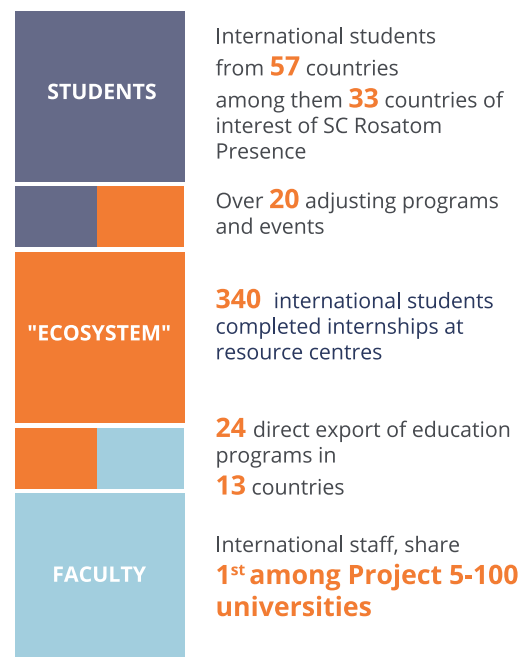 STUDENTS
International students
from 57 countries
among them 33 countries of
interest of SC Rosatom
Presence
Over 20 adjusting programs
and events
"ECOSYSTEM"
340 international students
completed internships at
resource centres
24 direct export of education
programs in
13 countries
FACULTY
International staff, share
1st among Project 5-100
universities